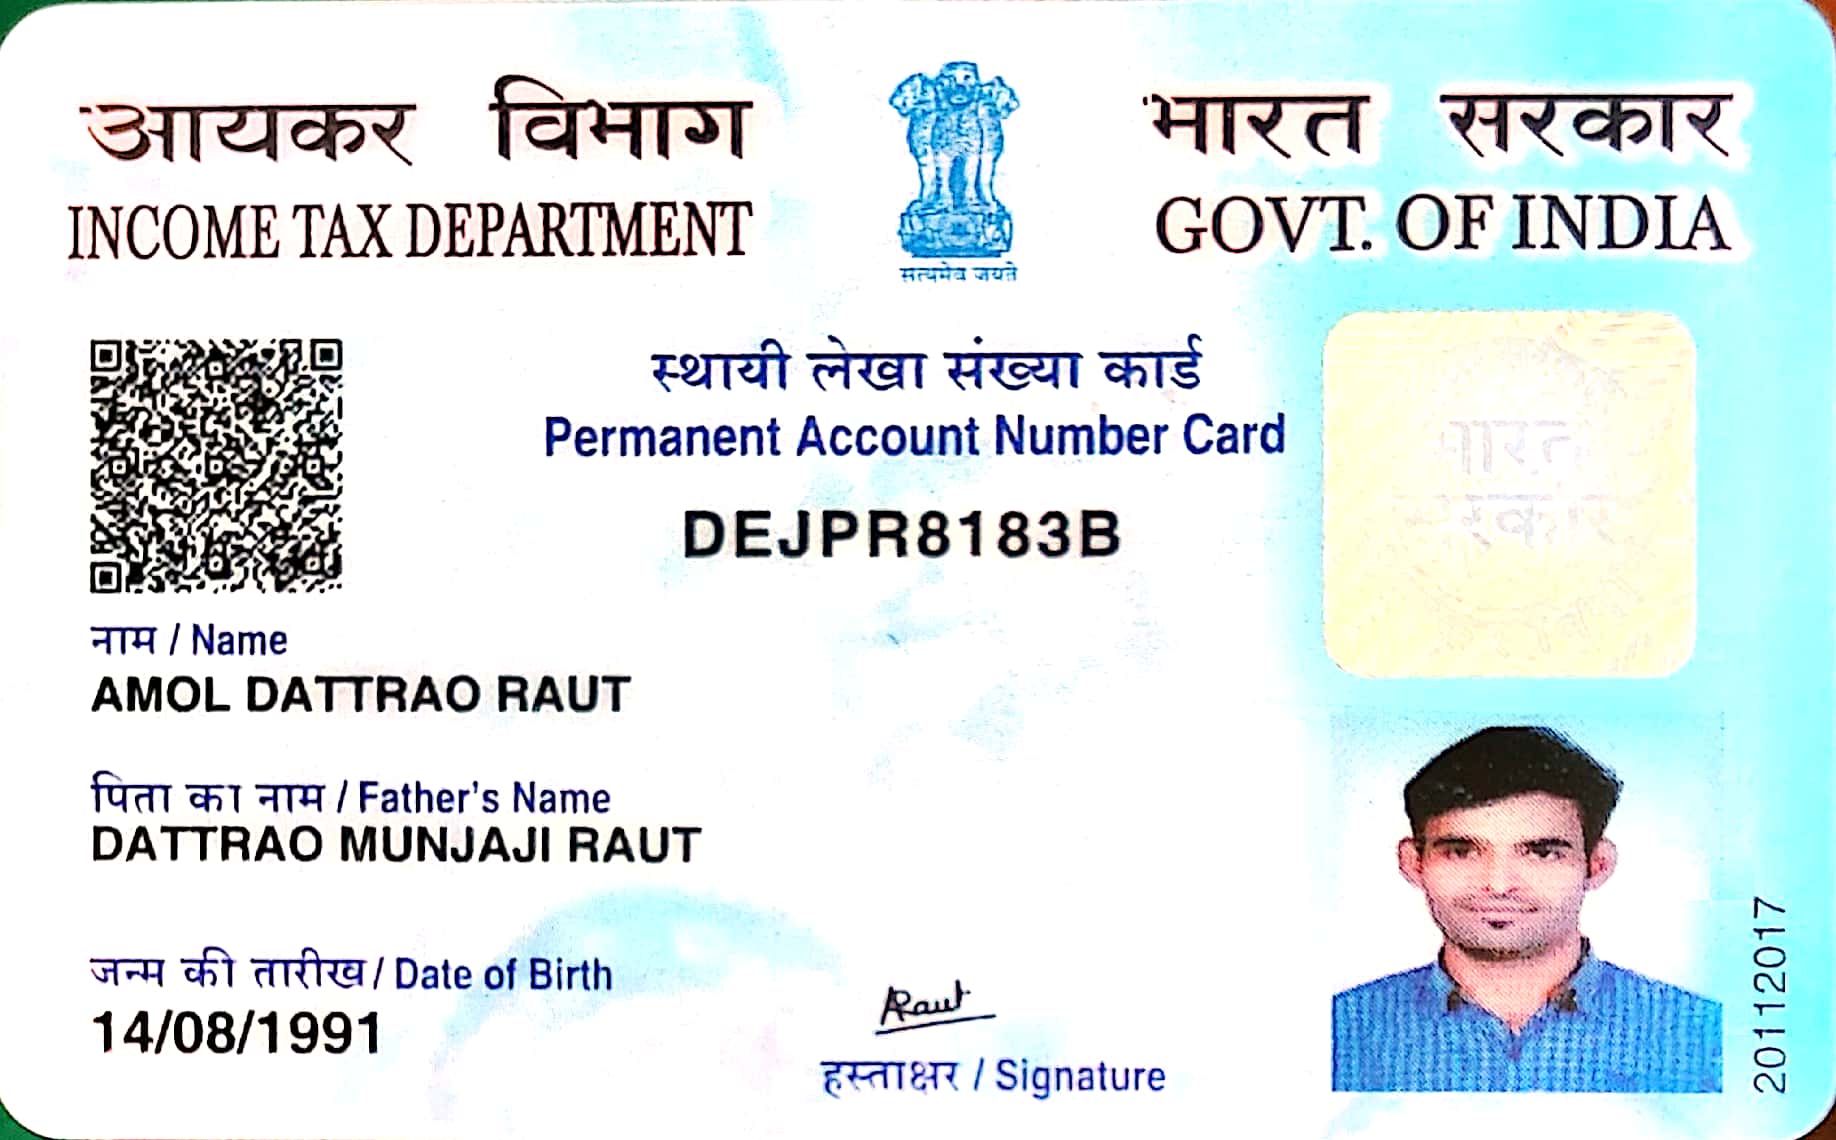 आयकर विभाग
INCOME TAX DEPARTMENT
सत्यमेव जयते
भारत सरकार
GOVT. OF INDIA
स्थायी लेखा संख्या कार्ड
Permanent Account Number Card
DEJPR8183B
भारत
सरकार
नाम / Name
AMOL DATTRAO RAUT
पिता का नाम / Father's Name
DATTRAO MUNJAJI RAUT
जन्म की तारीख / Date of Birth
14/08/1991
ARaut
हस्ताक्षर / Signature
20112017